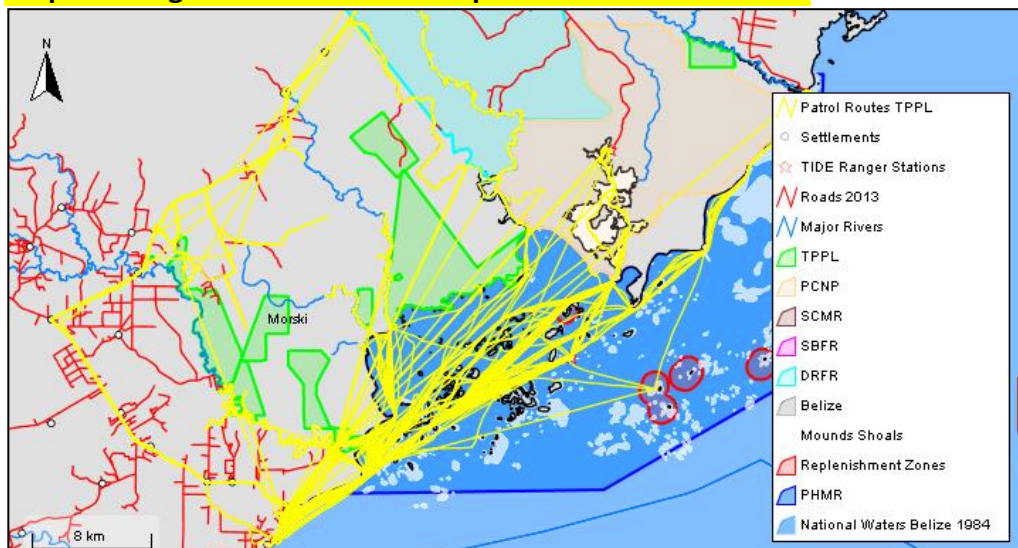 N
Morski
8 km
Patrol Routes TPPL
Settlements
TIDE Ranger Stations
Roads 2013
Major Rivers
TPPL
PCNP
SCMR
SBFR
DRFR
Belize
Mounds Shoals
Replenishment Zones
PHMR
National Waters Belize 1984